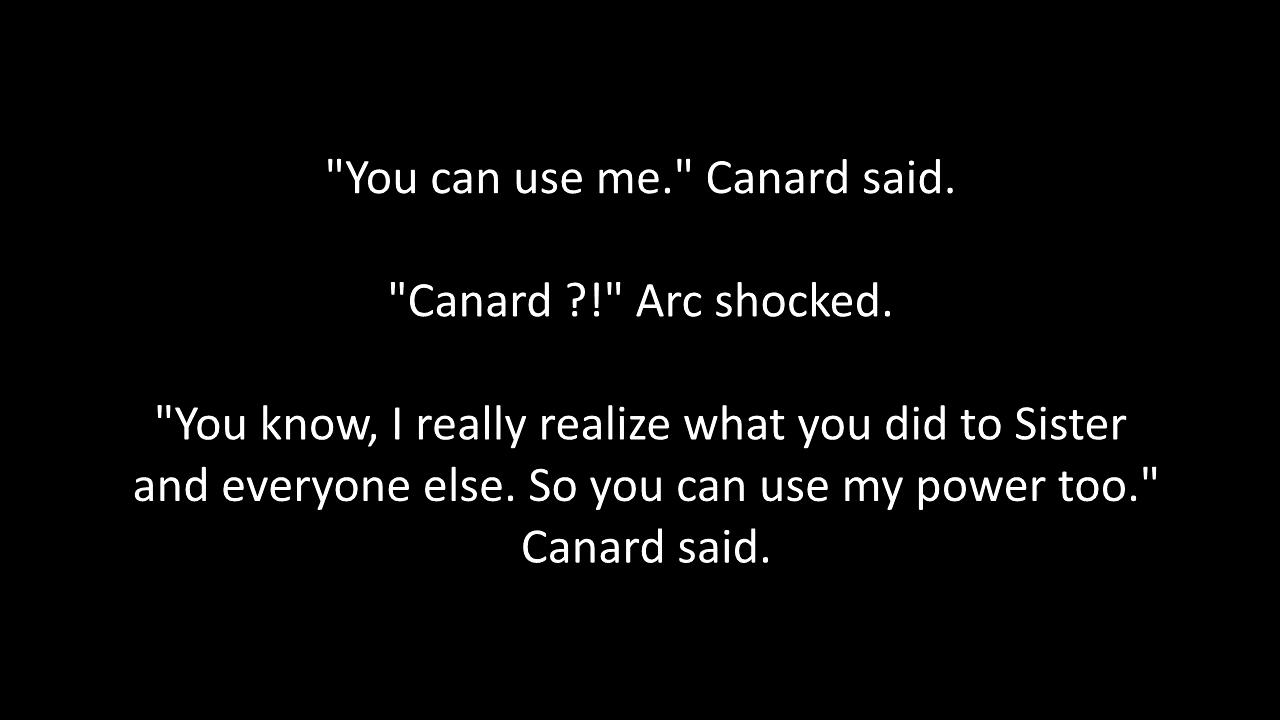 "You can use me." Canard said.
"Canard ?!" Arc shocked.
"You know, I really realize what you did to Sister
and everyone else. So you can use my power too."
Canard said.